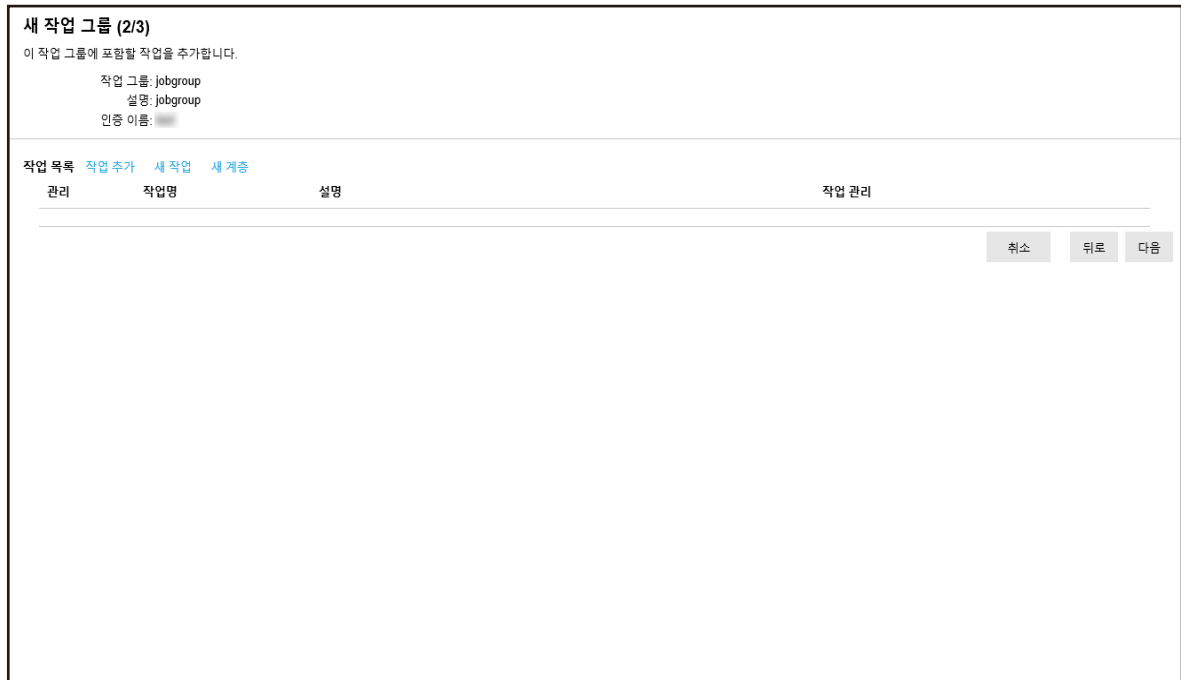 새 작업 그룹 (2/3)
이 작업 그룹에 포함할 작업을 추가합니다.
작업 그룹: jobgroup
설명: jobgroup
인증 이름:
작업 목록 작업 추가 새 작업 새 계층
관리 작업명 설명 작업 관리
취소 뒤로 다음